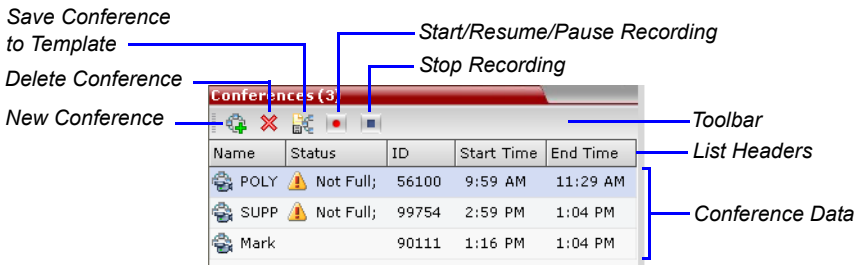 Save Conference
to Template
Start/Resume/Pause Recording
Delete Conference
Stop Recording
New Conference
Conferences (3)
Toolbar
List Headers
Name Status ID Start Time End Time
POLY Not Full; 56100 9:59 AM 11:29 AM
SUPP Not Full; 99754 2:59 PM 1:04 PM
Conference Data
Mark 90111 1:16 PM 1:04 PM